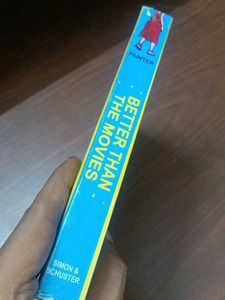 PAINTER
BETTER THAN
THE MOVIES
SIMON &
SCHUSTER